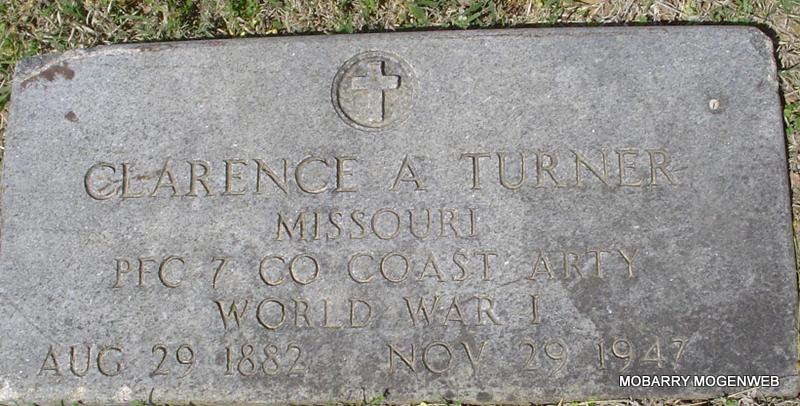 CLARENCE A TURNER
MISSOURI
PFC 7 CO COAST ARTY
WORLD WAR I
AUG 29 1882 NOV 29 1947
MOBARRY MOGENWEB